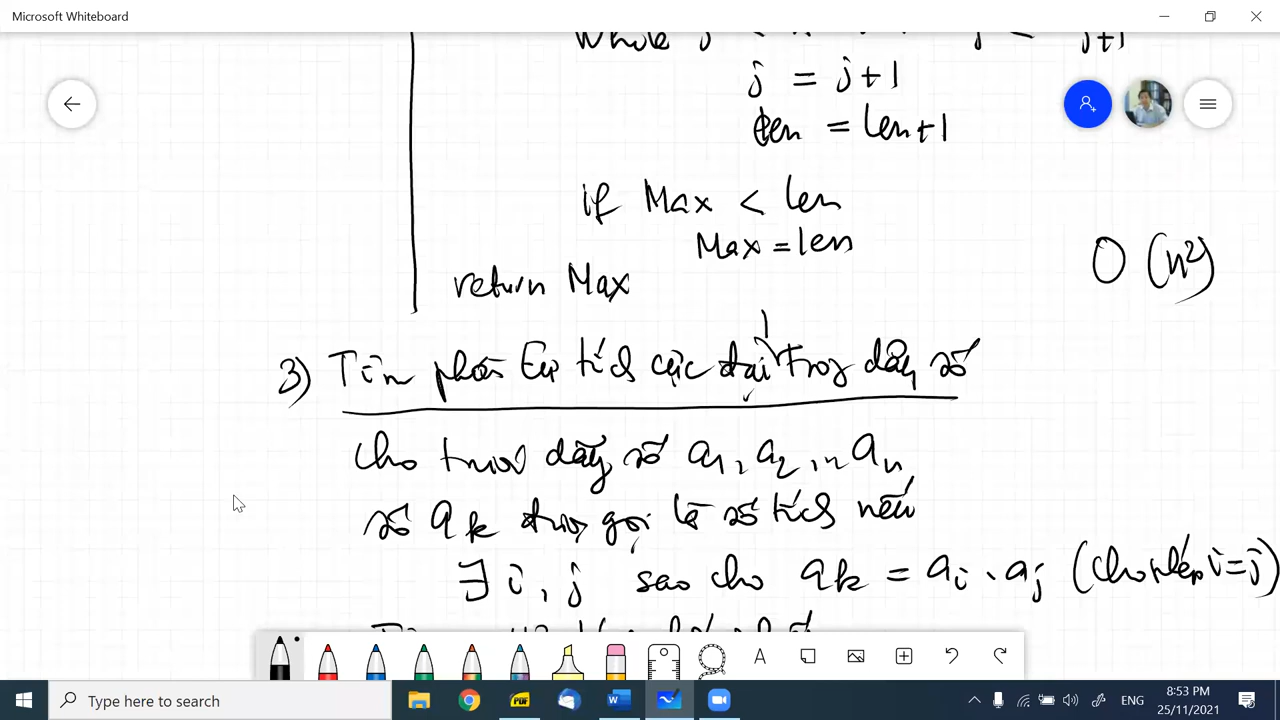 Microsoft Whiteboard
j+1
j = j+1
len = len+1
if Max < len
Max = len
return Max
O (n²)
3) Tìm phần tử tích cực đại trong dãy số
Cho trước dãy số a1, a2, .., an
số ak được gọi là số tích nếu
∃ i, j sao cho ak = ai . aj (cho phép i=j)
Type here to search
ENG
8:53 PM
25/11/2021